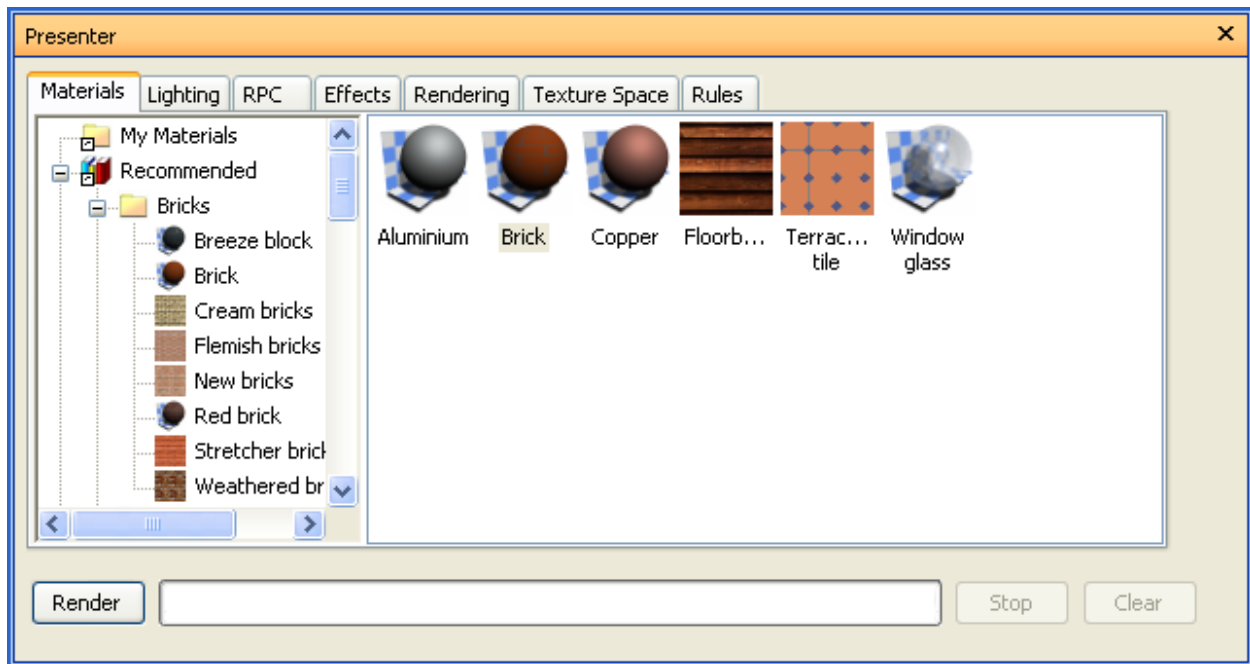 Presenter
Materials Lighting RPC Effects Rendering Texture Space Rules
My Materials
Recommended
Bricks
Breeze block
Brick
Cream bricks
Flemish bricks
New bricks
Red brick
Stretcher brick
Weathered br
Aluminium Brick Copper Floorb... Terrac... Window
tile glass
Render Stop Clear